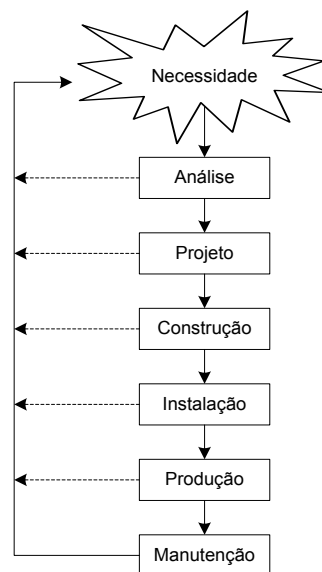 Necessidade
Análise
Projeto
Construção
Instalação
Produção
Manutenção